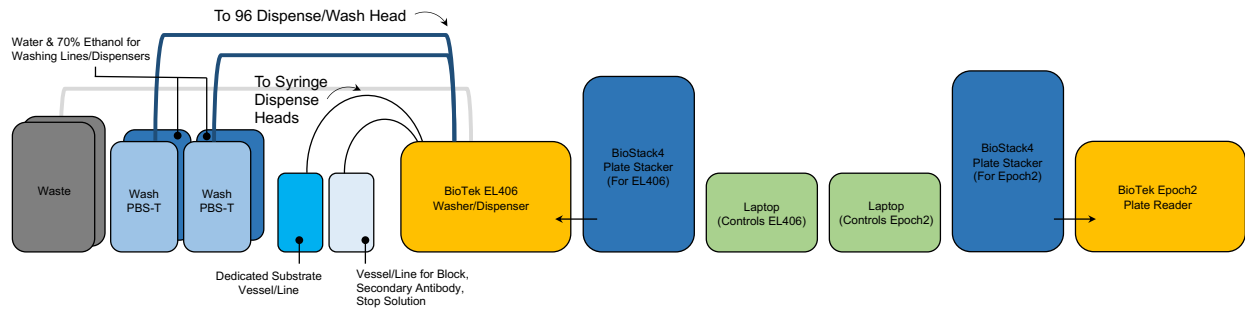 To 96 Dispense/Wash Head
Water & 70% Ethanol for
Washing Lines/Dispensers
To Syringe
Dispense
Heads
Waste
Wash
PBS-T
Wash
PBS-T
BioTek EL406
Washer/Dispenser
BioStack4
Plate Stacker
(For EL406)
Laptop
(Controls EL406)
Laptop
(Controls Epoch2)
BioStack4
Plate Stacker
(For Epoch2)
BioTek Epoch2
Plate Reader
Dedicated Substrate
Vessel/Line
Vessel/Line for Block,
Secondary Antibody,
Stop Solution